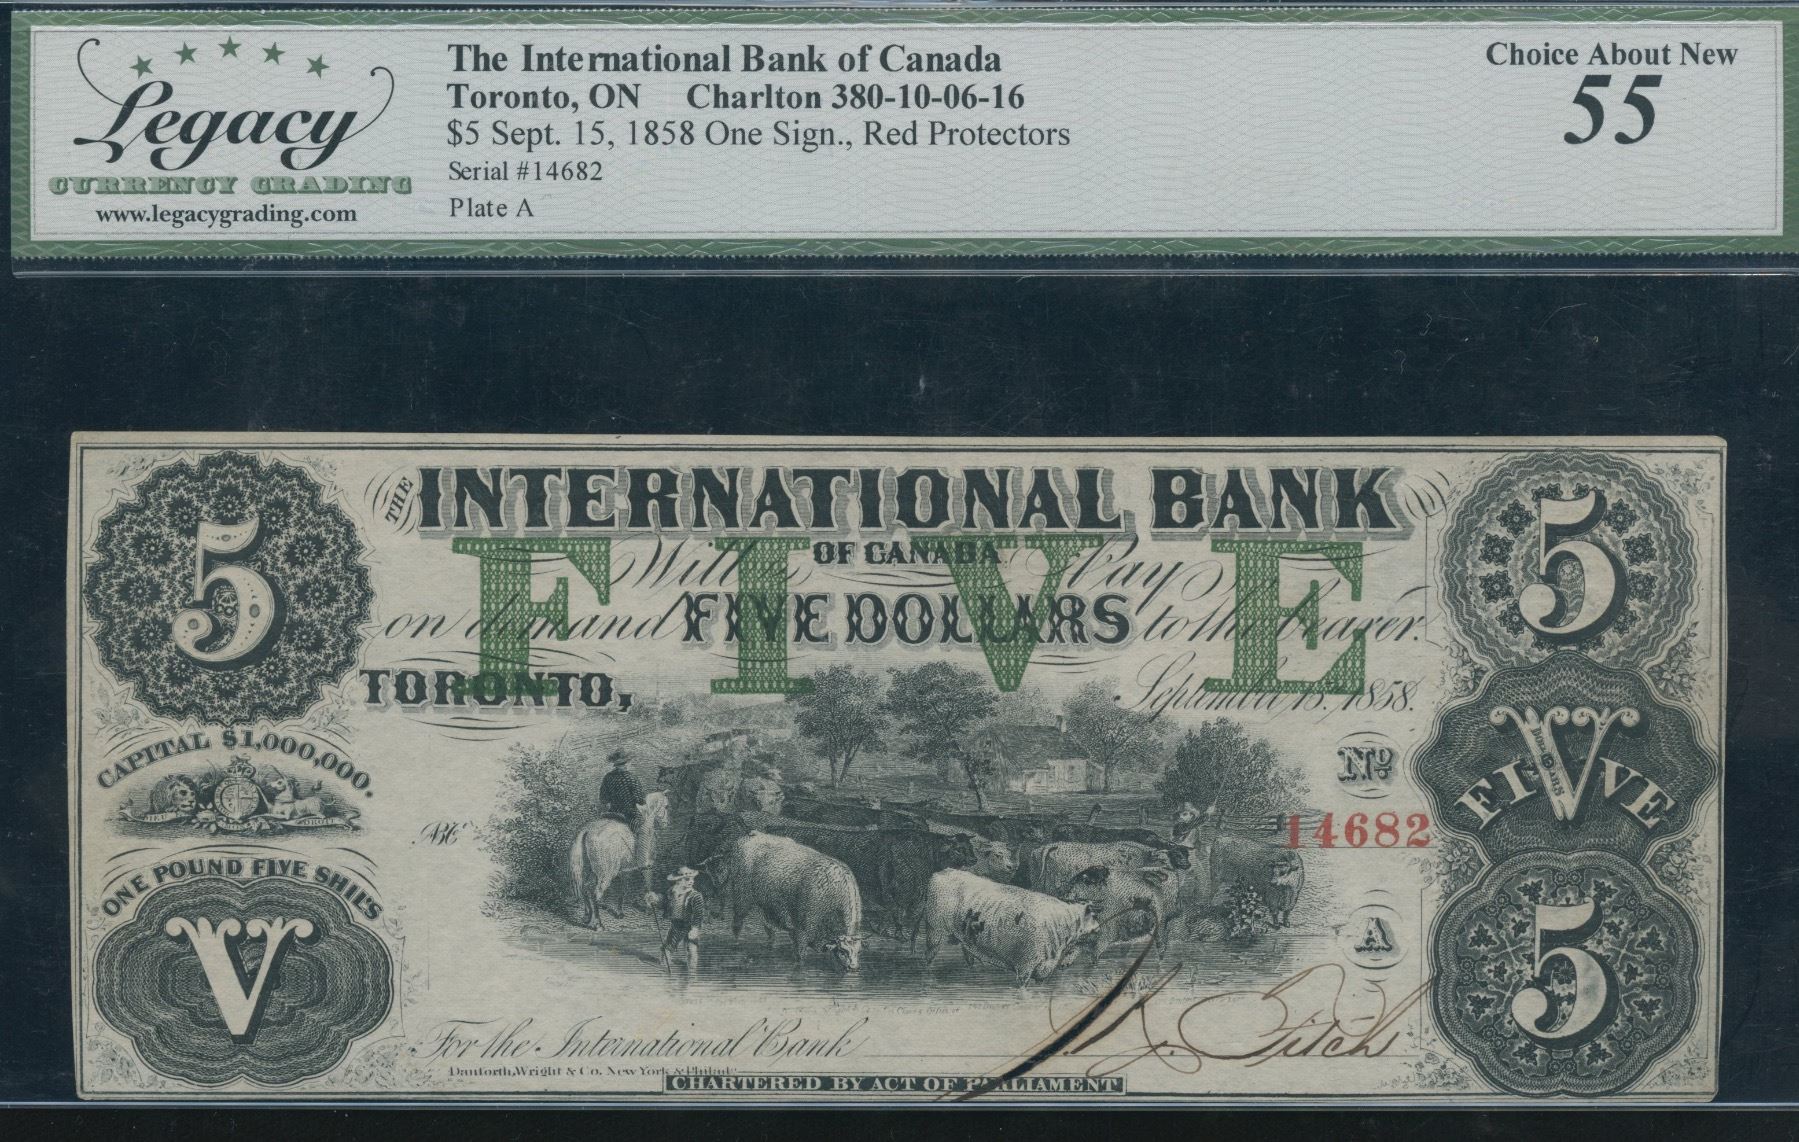 Legacy
CURRENCY GRADING
www.legacygrading.com
The International Bank of Canada
Toronto, ON Charlton 380-10-06-16
$5 Sept. 15, 1858 One Sign., Red Protectors
Serial #14682
Plate A
Choice About New
55
5
THE INTERNATIONAL BANK
OF CANADA
FIVE
Will Pay
on demand FIVE DOLLARS to the bearer.
TORONTO, September 15, 1858.
CAPITAL $1,000,000.
ONE POUND FIVE SHIL'S
V
No
14682
A
5
FIVE
V
5
For the International Bank
J. Fitch
Danforth, Wright & Co. New York &
CHARTERED BY ACT OF PARLIAMENT